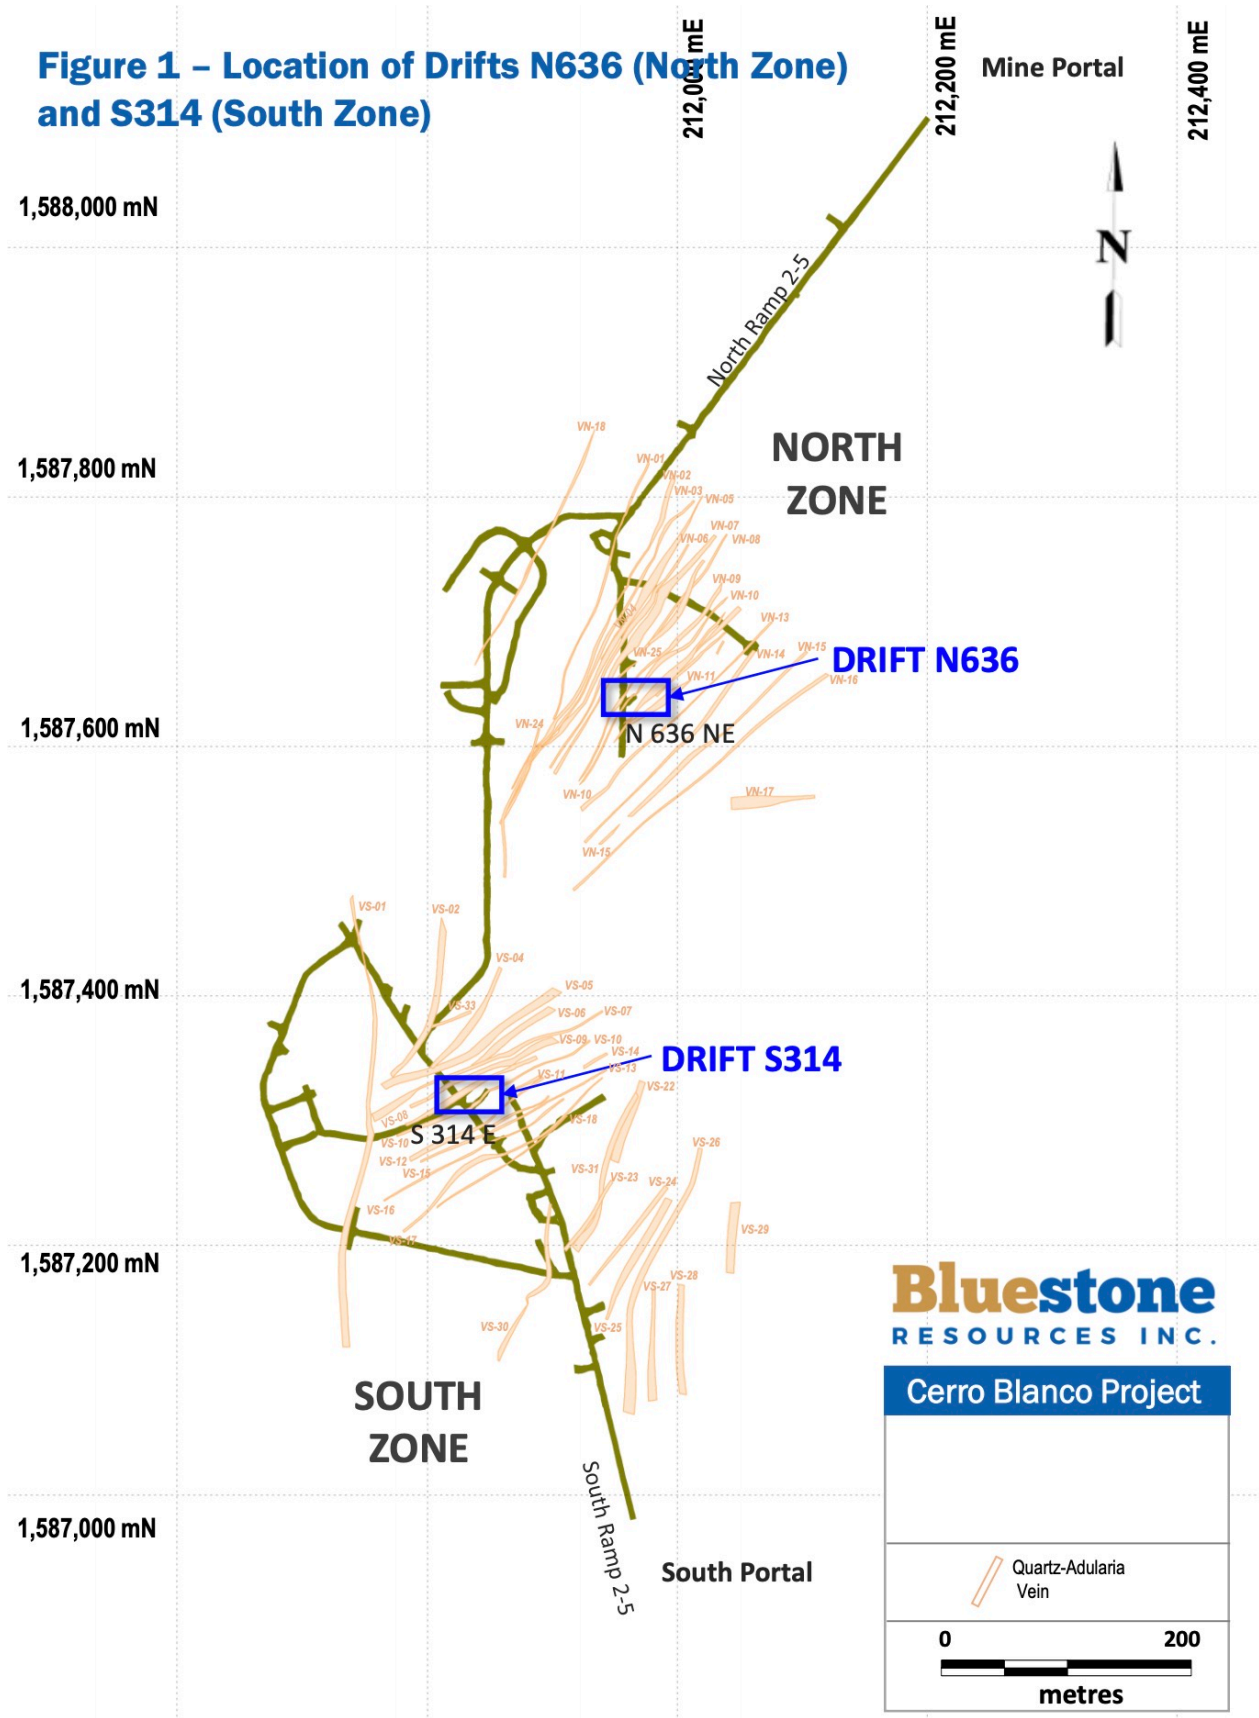 Figure 1 – Location of Drifts N636 (North Zone)
and S314 (South Zone)
212,000 mE
212,200 mE
212,400 mE
Mine Portal
N
1,588,000 mN
North Ramp 2-5
NORTH
ZONE
1,587,800 mN
VN-18
VN-01
VN-02
VN-03
VN-05
VN-07
VN-06
VN-08
VN-09
VN-10
VN-13
VN-15
VN-25
VN-14
VN-11
VN-16
DRIFT N636
1,587,600 mN
VN-24
N 636 NE
VN-10
VN-17
VN-15
VS-01
VS-02
VS-04
1,587,400 mN
VS-05
VS-33
VS-06
VS-07
VS-09
VS-10
VS-14
VS-13
VS-11
DRIFT S314
VS-22
VS-08
VS-18
S 314 E
VS-10
VS-26
VS-12
VS-15
VS-31
VS-23
VS-24
VS-16
VS-29
VS-17
1,587,200 mN
VS-28
VS-27
VS-30
VS-25
SOUTH
ZONE
South Ramp 2-5
1,587,000 mN
South Portal
Bluestone
RESOURCES INC.
Cerro Blanco Project
Quartz-Adularia
Vein
0 200
metres